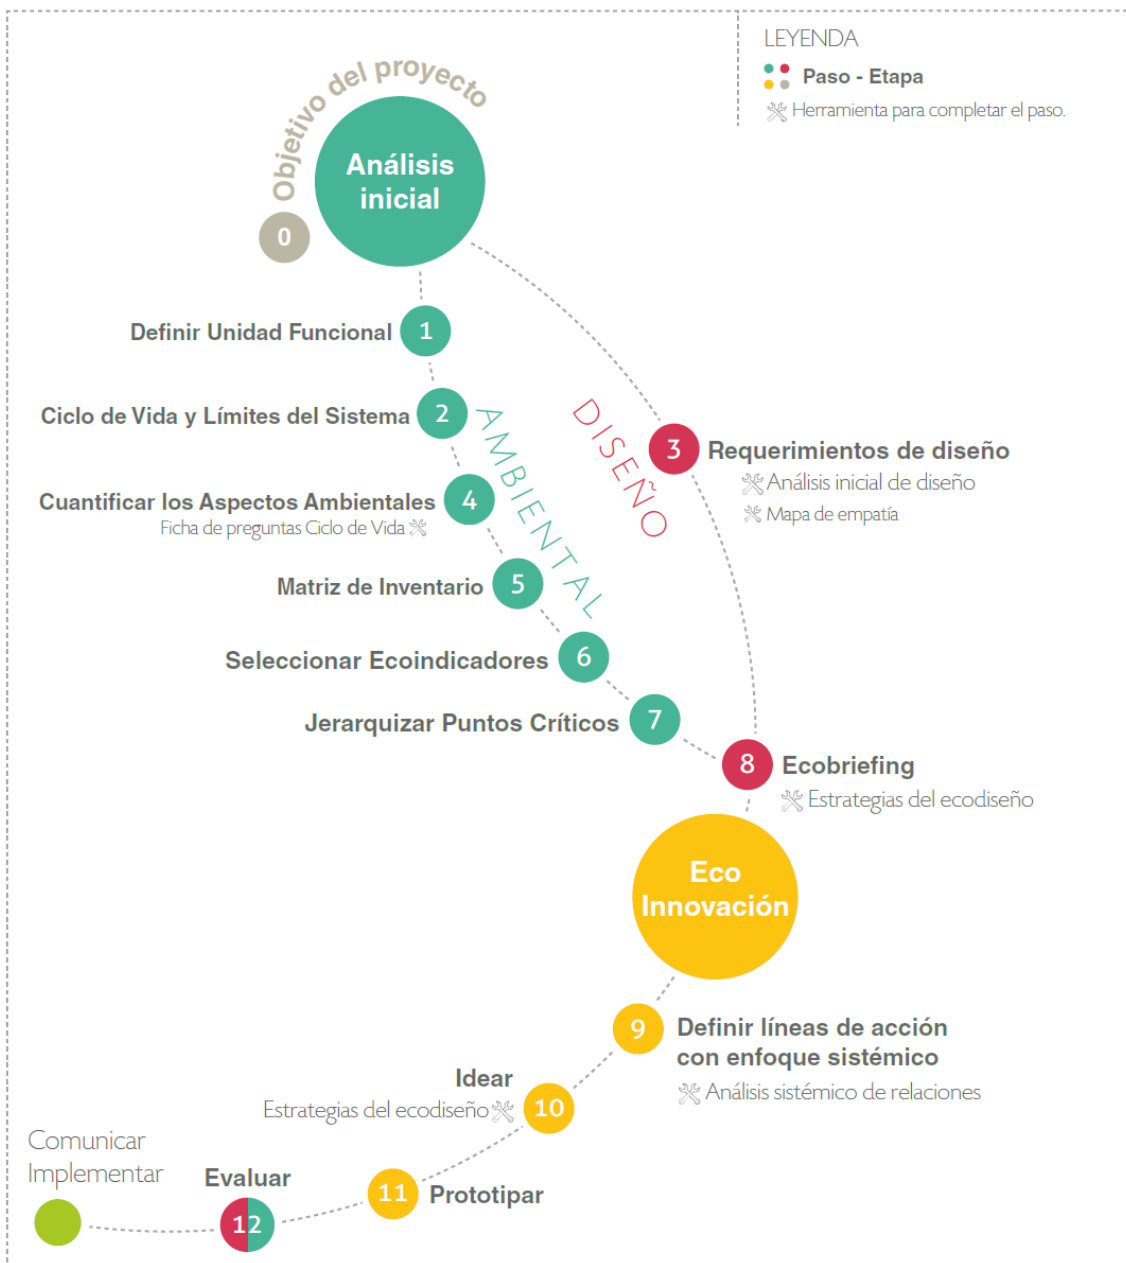 LEYENDA
Paso - Etapa
Herramienta para completar el paso.
Objetivo del proyecto
0
Análisis
inicial
Definir Unidad Funcional
1
Ciclo de Vida y Límites del Sistema
2
AMBIENTAL
DISEÑO
3
Requerimientos de diseño
Análisis inicial de diseño
Mapa de empatía
Cuantificar los Aspectos Ambientales
Ficha de preguntas Ciclo de Vida
4
Matriz de Inventario
5
Seleccionar Ecoindicadores
6
Jerarquizar Puntos Críticos
7
8
Ecobriefing
Estrategias del ecodiseño
Eco
Innovación
9
Definir líneas de acción
con enfoque sistémico
Análisis sistémico de relaciones
Idear
Estrategias del ecodiseño
10
11
Prototipar
Evaluar
12
Comunicar
Implementar